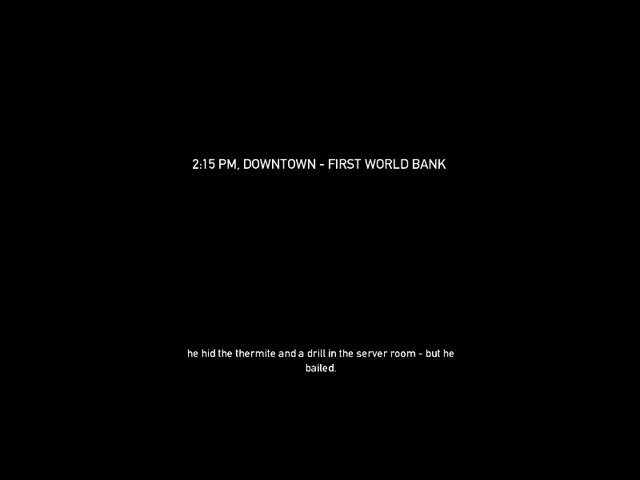 2:15 PM, DOWNTOWN - FIRST WORLD BANK
he hid the thermite and a drill in the server room - but he
bailed.